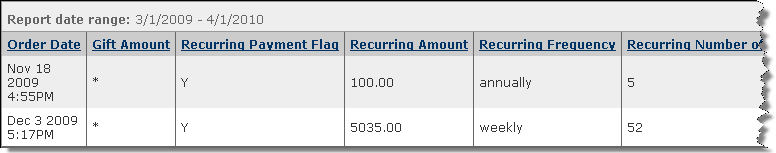 Report date range: 3/1/2009 - 4/1/2010
Order Date Gift Amount Recurring Payment Flag Recurring Amount Recurring Frequency Recurring Number
Nov 18
2009
4:55PM * Y 100.00 annually 5
Dec 3 2009
5:17PM * Y 5035.00 weekly 52